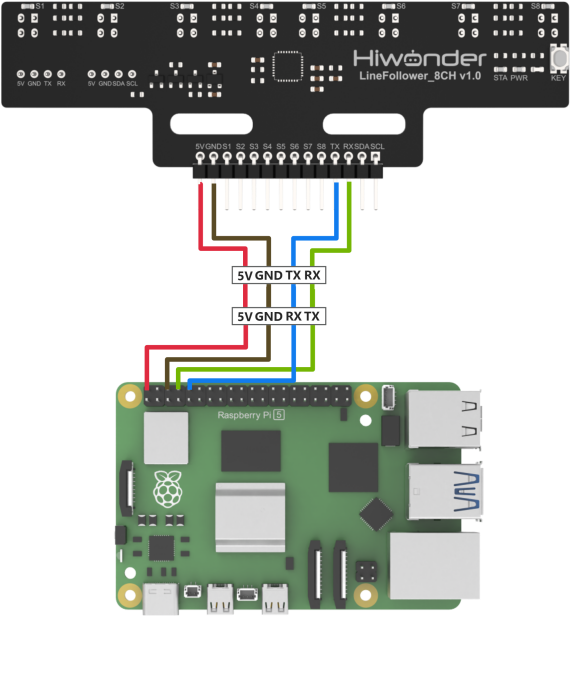 S1 S2 S3 S4 S5 S6 S7 S8
Hiwonder
LineFollower_8CH v1.0
5V GND TX RX
5V GND SDA SCL
STA PWR
KEY
5V GND S1 S2 S3 S4 S5 S6 S7 S8 TX RX SDA SCL
5V GND TX RX
5V GND RX TX
Raspberry Pi 5